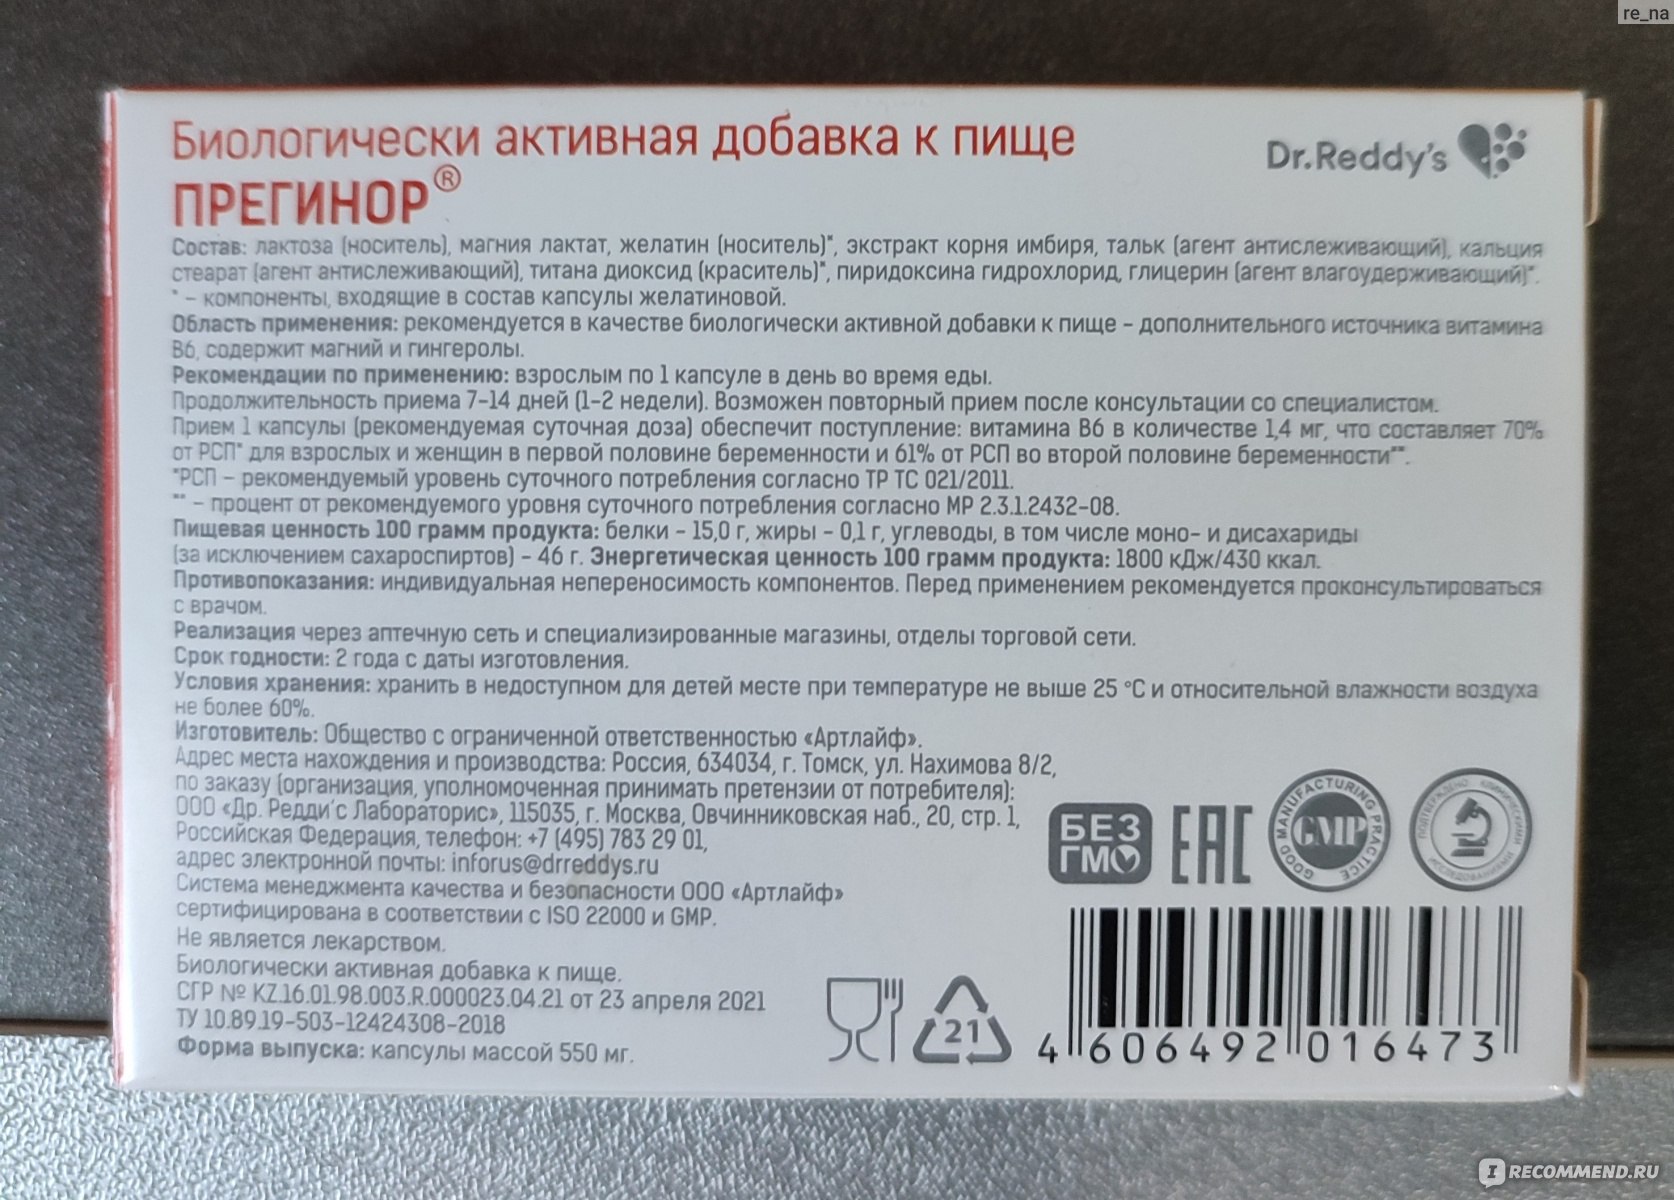 re_na
Биологически активная добавка к пище
ПРЕГИНОР®
Dr.Reddy's
Состав: лактоза (носитель), магния лактат, желатин (носитель)*, экстракт корня имбиря, тальк (агент антислеживающий), кальция
стеарат (агент антислеживающий), титана диоксид (краситель)*, пиридоксина гидрохлорид, глицерин (агент влагоудерживающий)*.
* – компоненты, входящие в состав капсулы желатиновой.
Область применения: рекомендуется в качестве биологически активной добавки к пище – дополнительного источника витамина
В6, содержит магний и гингеролы.
Рекомендации по применению: взрослым по 1 капсуле в день во время еды.
Продолжительность приема 7–14 дней (1–2 недели). Возможен повторный прием после консультации со специалистом.
Прием 1 капсулы (рекомендуемая суточная доза) обеспечит поступление: витамина В6 в количестве 1,4 мг, что составляет 70%
от РСП* для взрослых и женщин в первой половине беременности и 61% от РСП во второй половине беременности**.
*РСП – рекомендуемый уровень суточного потребления согласно ТР ТС 021/2011.
** – процент от рекомендуемого уровня суточного потребления согласно МР 2.3.1.2432–08.
Пищевая ценность 100 грамм продукта: белки – 15,0 г, жиры – 0,1 г, углеводы, в том числе моно- и дисахариды
(за исключением сахароспиртов) – 46 г. Энергетическая ценность 100 грамм продукта: 1800 кДж/430 ккал.
Противопоказания: индивидуальная непереносимость компонентов. Перед применением рекомендуется проконсультироваться
с врачом.
Реализация через аптечную сеть и специализированные магазины, отделы торговой сети.
Срок годности: 2 года с даты изготовления.
Условия хранения: хранить в недоступном для детей месте при температуре не выше 25 °С и относительной влажности воздуха
не более 60%.
Изготовитель: Общество с ограниченной ответственностью «Артлайф».
Адрес места нахождения и производства: Россия, 634034, г. Томск, ул. Нахимова 8/2,
по заказу (организация, уполномоченная принимать претензии от потребителя):
ООО «Др. Редди'с Лабораторис», 115035, г. Москва, Овчинниковская наб., 20, стр. 1,
Российская Федерация, телефон: +7 (495) 783 29 01,
адрес электронной почты: inforus@drreddys.ru
Система менеджмента качества и безопасности ООО «Артлайф»
сертифицирована в соответствии с ISO 22000 и GMP.
Не является лекарством.
Биологически активная добавка к пище.
СГР № KZ.16.01.98.003.R.000023.04.21 от 23 апреля 2021
ТУ 10.89.19–503–12424308–2018
Форма выпуска: капсулы массой 550 мг.
БЕЗ
ГМО
EAC
GOOD MANUFACTURING PRACTICE
GMP
ПОДТВЕРЖДЕНО КЛИНИЧЕСКИМИ ИССЛЕДОВАНИЯМИ
21
4 606492 016473
IRECOMMEND.RU